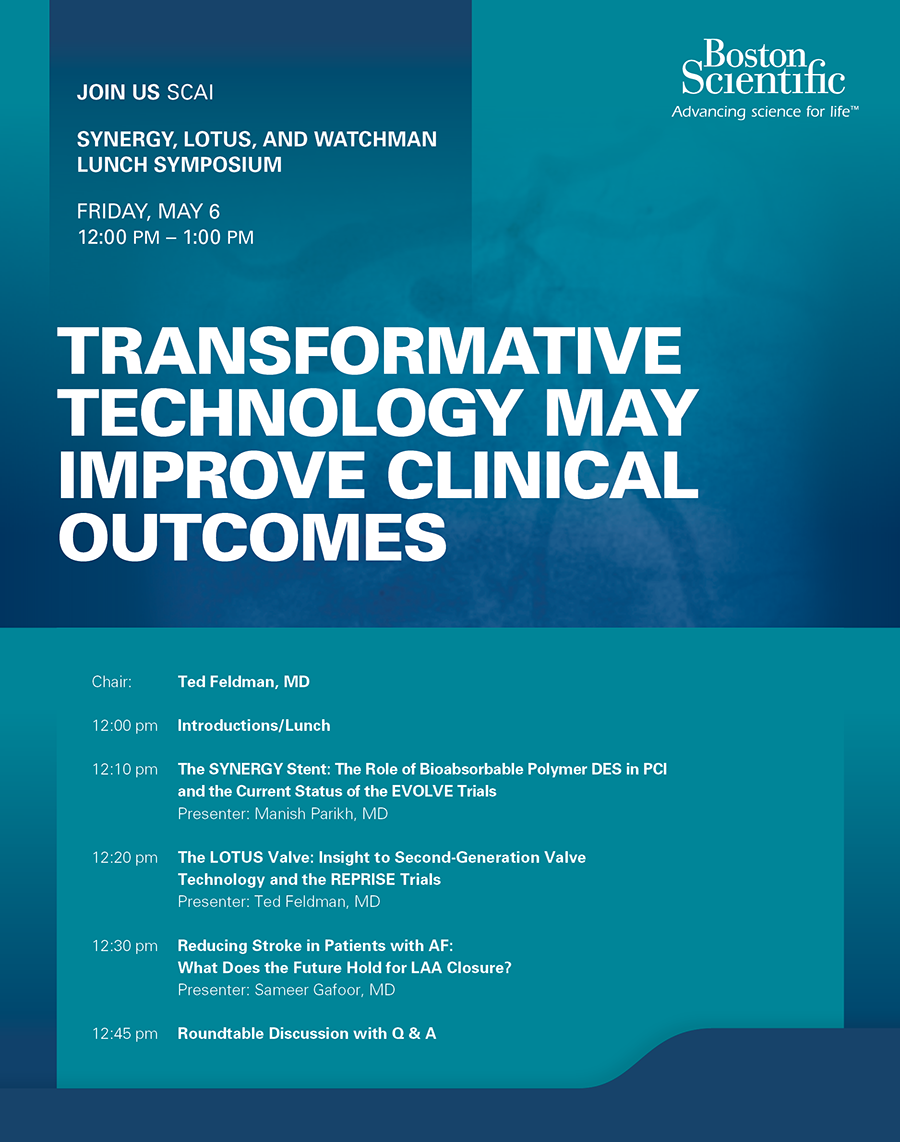 JOIN US SCAI
SYNERGY, LOTUS, AND WATCHMAN
LUNCH SYMPOSIUM
FRIDAY, MAY 6
12:00 PM – 1:00 PM
Boston
Scientific
Advancing science for life™
TRANSFORMATIVE
TECHNOLOGY MAY
IMPROVE CLINICAL
OUTCOMES
Chair: Ted Feldman, MD
12:00 pm Introductions/Lunch
12:10 pm The SYNERGY Stent: The Role of Bioabsorbable Polymer DES in PCI
and the Current Status of the EVOLVE Trials
Presenter: Manish Parikh, MD
12:20 pm The LOTUS Valve: Insight to Second-Generation Valve
Technology and the REPRISE Trials
Presenter: Ted Feldman, MD
12:30 pm Reducing Stroke in Patients with AF:
What Does the Future Hold for LAA Closure?
Presenter: Sameer Gafoor, MD
12:45 pm Roundtable Discussion with Q & A